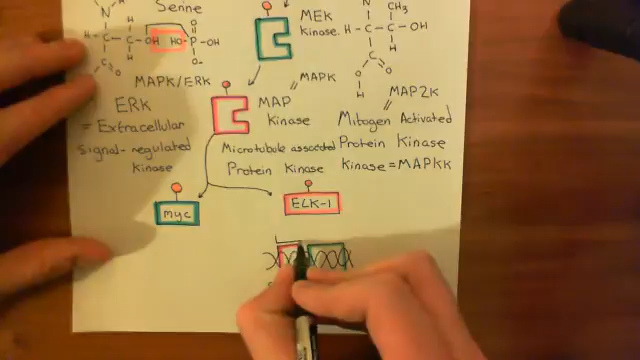 Serine
N
H-C-C-OH HO-P-OH
H
C
O
O-
MEK
Kinase.
N CH3
H-C-C-OH
H
C
O
O
H
MAPK/ERK
MAPK
MAP
Kinase
MAP2K
ERK
= Extracellular
signal-regulated
kinase
Mitogen Activated
Protein Kinase
kinase = MAPKK
Microtubule associated
Protein Kinase
myc
ELK-1